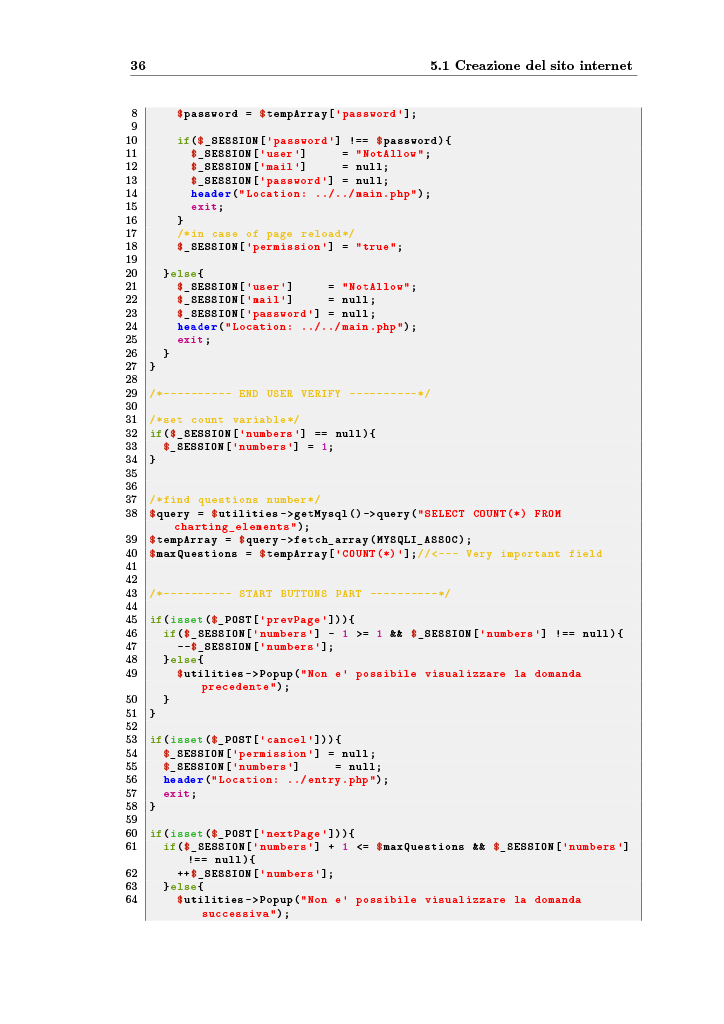 36 5.1 Creazione del sito internet
8 $password = $tempArray['password'];
9
10 if($_SESSION['password'] !== $password){
11 $_SESSION['user'] = "NotAllow";
12 $_SESSION['mail'] = null;
13 $_SESSION['password'] = null;
14 header("Location: ../../main.php");
15 exit;
16 }
17 /*in case of page reload*/
18 $_SESSION['permission'] = "true";
19
20 }else{
21 $_SESSION['user'] = "NotAllow";
22 $_SESSION['mail'] = null;
23 $_SESSION['password'] = null;
24 header("Location: ../../main.php");
25 exit;
26 }
27 }
28
29 /*---------- END USER VERIFY ----------*/
30
31 /*set count variable*/
32 if($_SESSION['numbers'] == null){
33 $_SESSION['numbers'] = 1;
34 }
35
36
37 /*find questions number*/
38 $query = $utilities->getMysql()->query("SELECT COUNT(*) FROM
charting_elements");
39 $tempArray = $query->fetch_array(MYSQLI_ASSOC);
40 $maxQuestions = $tempArray['COUNT(*)'];//<--- Very important field
41
42
43 /*---------- START BUTTONS PART ----------*/
44
45 if(isset($_POST['prevPage'])){
46 if($_SESSION['numbers'] - 1 >= 1 && $_SESSION['numbers'] !== null){
47 --$_SESSION['numbers'];
48 }else{
49 $utilities->Popup("Non e' possibile visualizzare la domanda
precedente");
50 }
51 }
52
53 if(isset($_POST['cancel'])){
54 $_SESSION['permission'] = null;
55 $_SESSION['numbers'] = null;
56 header("Location: ../entry.php");
57 exit;
58 }
59
60 if(isset($_POST['nextPage'])){
61 if($_SESSION['numbers'] + 1 <= $maxQuestions && $_SESSION['numbers']
!== null){
62 ++$_SESSION['numbers'];
63 }else{
64 $utilities->Popup("Non e' possibile visualizzare la domanda
successiva");